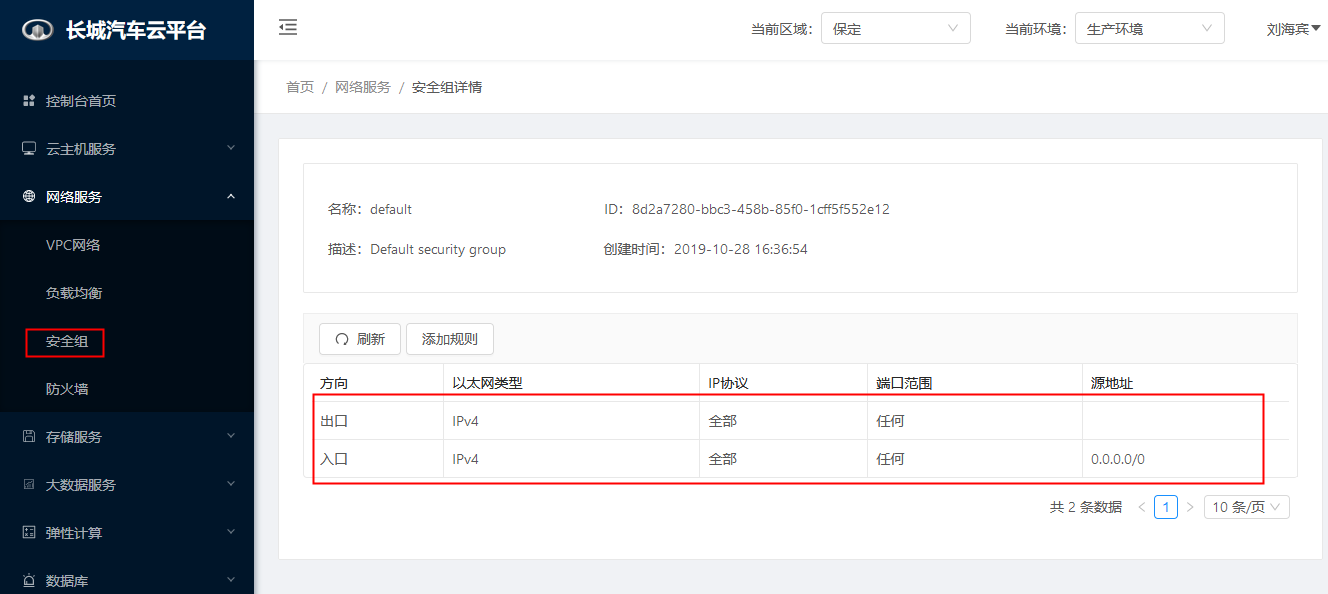 长城汽车云平台
当前区域： 保定 当前环境： 生产环境 刘海宾
首页 / 网络服务 / 安全组详情
控制台首页
云主机服务
网络服务
VPC网络
负载均衡
安全组
防火墙
存储服务
大数据服务
弹性计算
数据库
名称： default ID： 8d2a7280-bbc3-458b-85f0-1cff5f552e12
描述： Default security group 创建时间： 2019-10-28 16:36:54
刷新 添加规则
方向 以太网类型 IP协议 端口范围 源地址
出口 IPv4 全部 任何
入口 IPv4 全部 任何 0.0.0.0/0
共 2 条数据 < 1 > 10 条/页